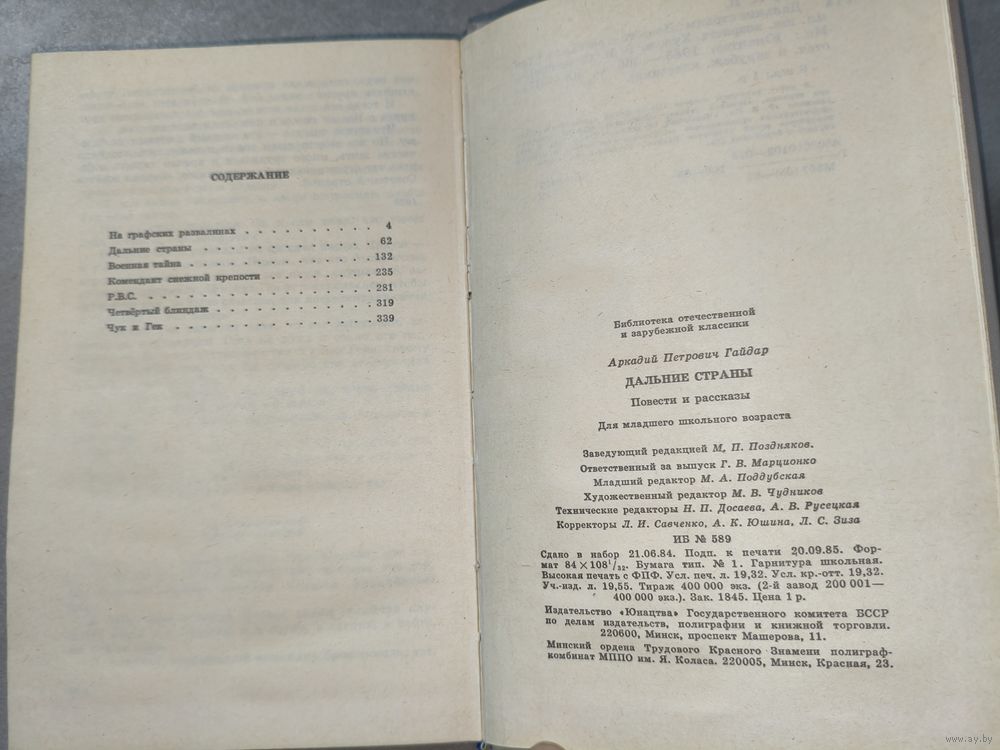 СОДЕРЖАНИЕ
На графских развалинах . . . . . . . . . . . 4
Дальние страны . . . . . . . . . . . . . . 62
Военная тайна . . . . . . . . . . . . . . . 132
Комендант снежной крепости . . . . . . . . . 235
Р.В.С. . . . . . . . . . . . . . . . . . . 281
Четвёртый блиндаж . . . . . . . . . . . . . 319
Чук и Гек . . . . . . . . . . . . . . . . . 339
Библиотека отечественной
и зарубежной классики
Аркадий Петрович Гайдар
ДАЛЬНИЕ СТРАНЫ
Повести и рассказы
Для младшего школьного возраста
Заведующий редакцией М. П. Поздняков.
Ответственный за выпуск Г. В. Марционко
Младший редактор М. А. Поддубская
Художественный редактор М. В. Чудников
Технические редакторы Н. П. Досаева, А. В. Русецкая
Корректоры Л. И. Савченко, А. К. Юшина, Л. С. Зиза
ИБ № 589
Сдано в набор 21.06.84. Подп. к печати 20.09.85. Фор-
мат 84×108¹/₃₂. Бумага тип. № 1. Гарнитура школьная.
Высокая печать с ФПФ. Усл. печ. л. 19,32. Усл. кр.-отт. 19,32.
Уч.-изд. л. 19,55. Тираж 400 000 экз. (2-й завод 200 001—
400 000 экз.). Зак. 1845. Цена 1 р.
Издательство «Юнацтва» Государственного комитета БССР
по делам издательств, полиграфии и книжной торговли.
220600, Минск, проспект Машерова, 11.
Минский ордена Трудового Красного Знамени полиграф-
комбинат МППО им. Я. Коласа. 220005, Минск, Красная, 23.
www.ay.by